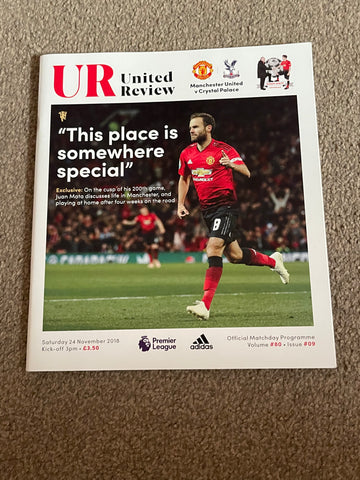 UR United
Review
Manchester United
v Crystal Palace
"This place is
somewhere
special"
Exclusive: On the cusp of his 200th game,
Juan Mata discusses life in Manchester, and
playing at home after four weeks on the road
8
Saturday 24 November 2018
Kick-off 3pm • £3.50
Premier
League
adidas
Official Matchday Programme
Volume #80 • Issue #09